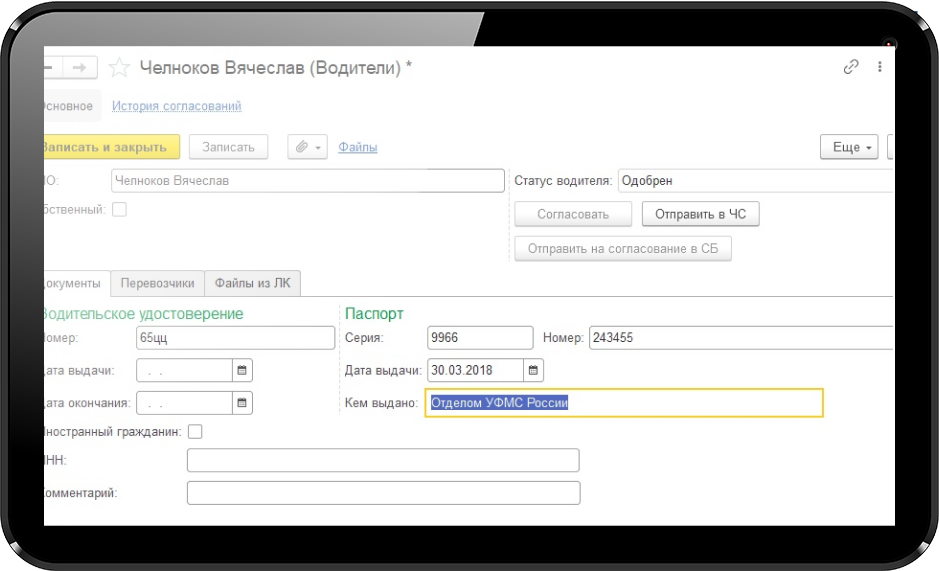 Челноков Вячеслав (Водители) *
Основное История согласований
Записать и закрыть Записать Файлы Еще
ИО: Челноков Вячеслав Статус водителя: Одобрен
бственный:
Согласовать Отправить в ЧС
Отправить на согласование в СБ
Документы Перевозчики Файлы из ЛК
Водительское удостоверение Паспорт
Номер: 65цц Серия: 9966 Номер: 243455
Дата выдачи: . . Дата выдачи: 30.03.2018
Дата окончания: . . Кем выдано: Отделом УФМС России
Иностранный гражданин:
ИНН:
Комментарий: